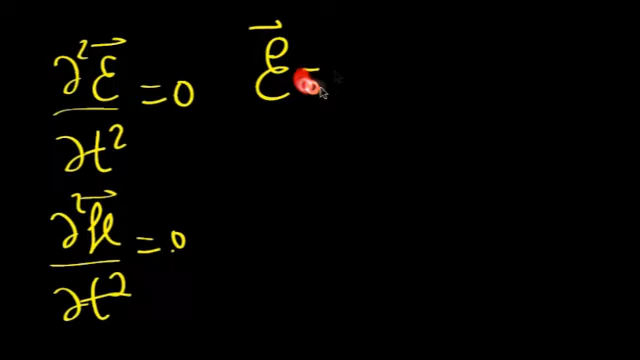 ∂²ℰ⃗/∂t² = 0
ℰ⃗ =
∂²ℋ⃗/∂t² = 0